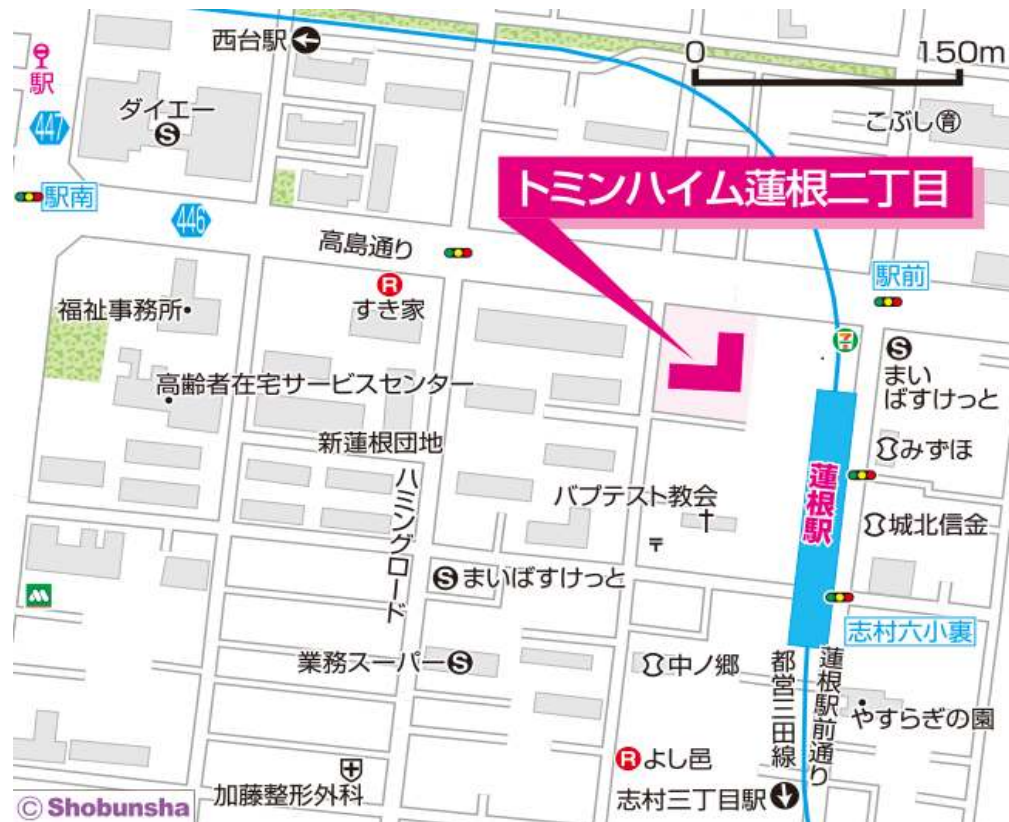 西台駅
0
150m
駅
ダイエー
S
こぶし育
447
トミンハイム蓮根二丁目
駅南
446
高島通り
駅前
R
すき家
福祉事務所
S
まい
ばすけっと
高齢者在宅サービスセンター
新蓮根団地
みずほ
蓮根駅
ハミングロード
バプテスト教会
〒
城北信金
S まいばすけっと
志村六小裏
業務スーパー S
中ノ郷
都営三田線
蓮根駅前通り
やすらぎの園
R よし邑
加藤整形外科
志村三丁目駅
© Shobunsha